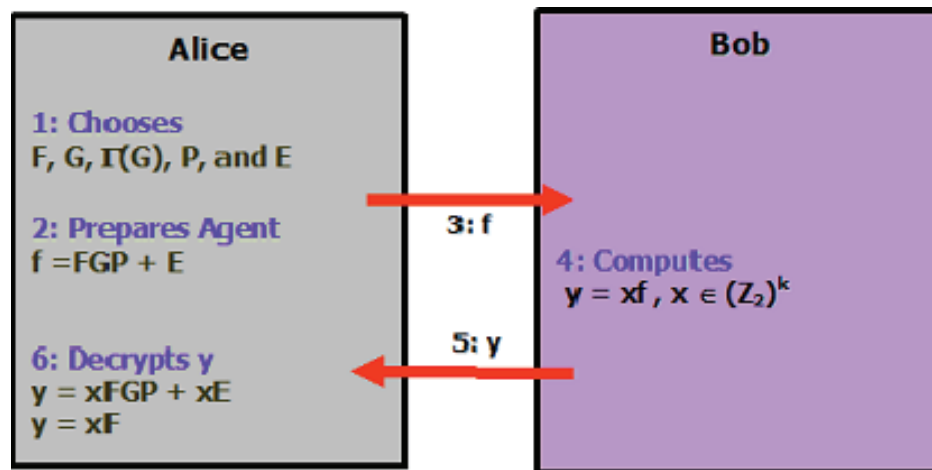 Alice
1: Chooses
F, G, Γ(G), P, and E
2: Prepares Agent
f =FGP + E
6: Decrypts y
y = xFGP + xE
y = xF
3: f
5: y
Bob
4: Computes
y = xf , x ∈ (Z₂)ᵏ